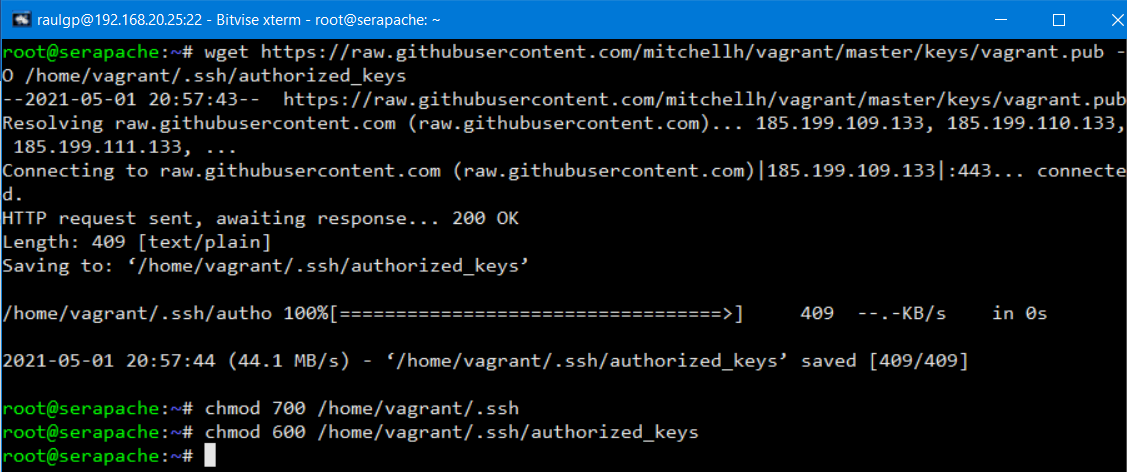 raulgp@192.168.20.25:22 - Bitvise xterm - root@serapache: ~
root@serapache:~# wget https://raw.githubusercontent.com/mitchellh/vagrant/master/keys/vagrant.pub -
O /home/vagrant/.ssh/authorized_keys
--2021-05-01 20:57:43--  https://raw.githubusercontent.com/mitchellh/vagrant/master/keys/vagrant.pub
Resolving raw.githubusercontent.com (raw.githubusercontent.com)... 185.199.109.133, 185.199.110.133,
 185.199.111.133, ...
Connecting to raw.githubusercontent.com (raw.githubusercontent.com)|185.199.109.133|:443... connecte
d.
HTTP request sent, awaiting response... 200 OK
Length: 409 [text/plain]
Saving to: ‘/home/vagrant/.ssh/authorized_keys’
/home/vagrant/.ssh/autho 100%[==================================>]     409  --.-KB/s    in 0s
2021-05-01 20:57:44 (44.1 MB/s) - ‘/home/vagrant/.ssh/authorized_keys’ saved [409/409]
root@serapache:~# chmod 700 /home/vagrant/.ssh
root@serapache:~# chmod 600 /home/vagrant/.ssh/authorized_keys
root@serapache:~#